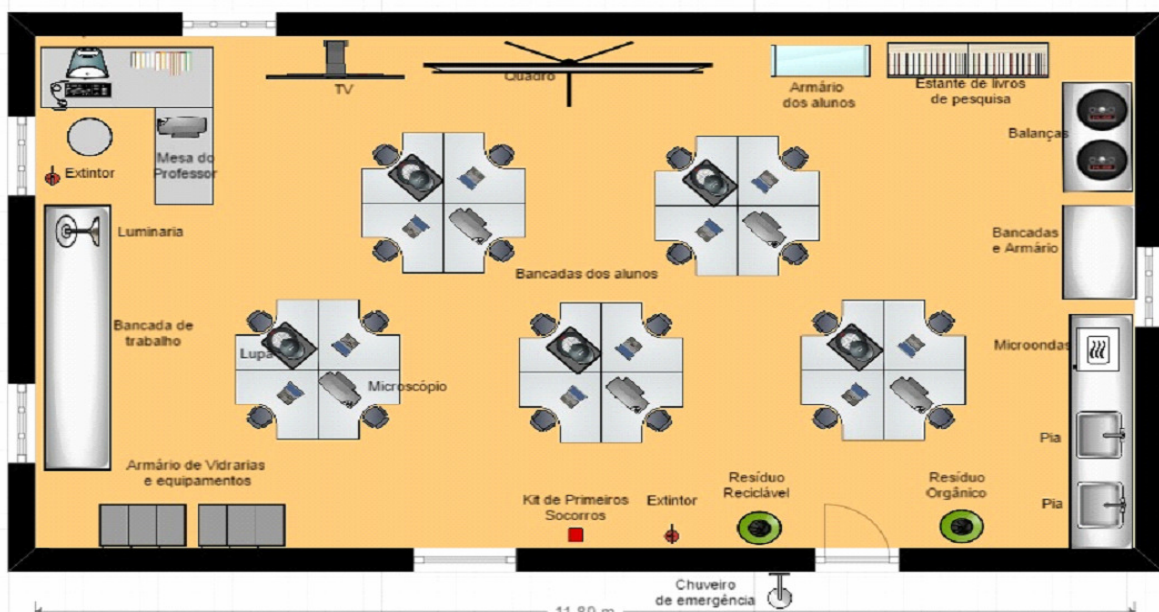 TV
Quadro
Armário
dos alunos
Estante de livros
de pesquisa
Balanças
Extintor
Mesa do
Professor
Luminaria
Bancadas
e Armário
Bancadas dos alunos
Bancada de
trabalho
Lupa
Microscópio
Microondas
Pia
Armário de Vidrarias
e equipamentos
Kit de Primeiros
Socorros
Extintor
Resíduo
Reciclável
Resíduo
Orgânico
Pia
Chuveiro
de emergência
11.80 m